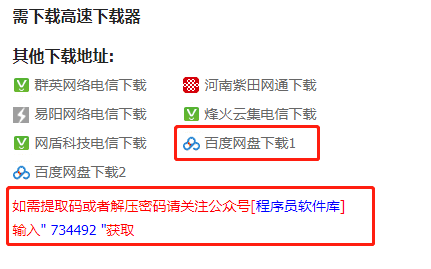 需下载高速下载器
其他下载地址:
群英网络电信下载 河南紫田网通下载
易阳网络电信下载 烽火云集电信下载
网盾科技电信下载 百度网盘下载1
百度网盘下载2
如需提取码或者解压密码请关注公众号[程序员软件库]
输入" 734492 "获取